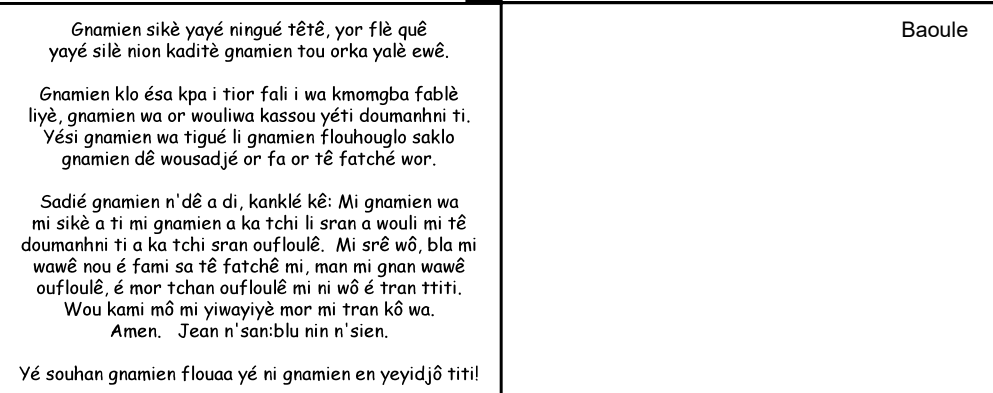 Gnamien sikè yayé ningué têtê, yor flè quê
yayé silè nion kaditè gnamien tou orka yalè ewê.
Gnamien klo ésa kpa i tior fali i wa kmomgba fablè
liyè, gnamien wa or wouliwa kassou yéti doumanhni ti.
Yési gnamien wa tigué li gnamien flouhouglo saklo
gnamien dê wousadjé or fa or tê fatché wor.
Sadié gnamien n'dê a di, kanklé kê: Mi gnamien wa
mi sikè a ti mi gnamien a ka tchi li sran a wouli mi tê
doumanhni ti a ka tchi sran oufloulê. Mi srê wô, bla mi
wawê nou é fami sa tê fatchê mi, man mi gnan wawê
oufloulê, é mor tchan oufloulê mi ni wô é tran ttiti.
Wou kami mô mi yiwayiyè mor mi tran kô wa.
Amen. Jean n'san:blu nin n'sien.
Yé souhan gnamien flouaa yé ni gnamien en yeyidjô titi!
Baoule